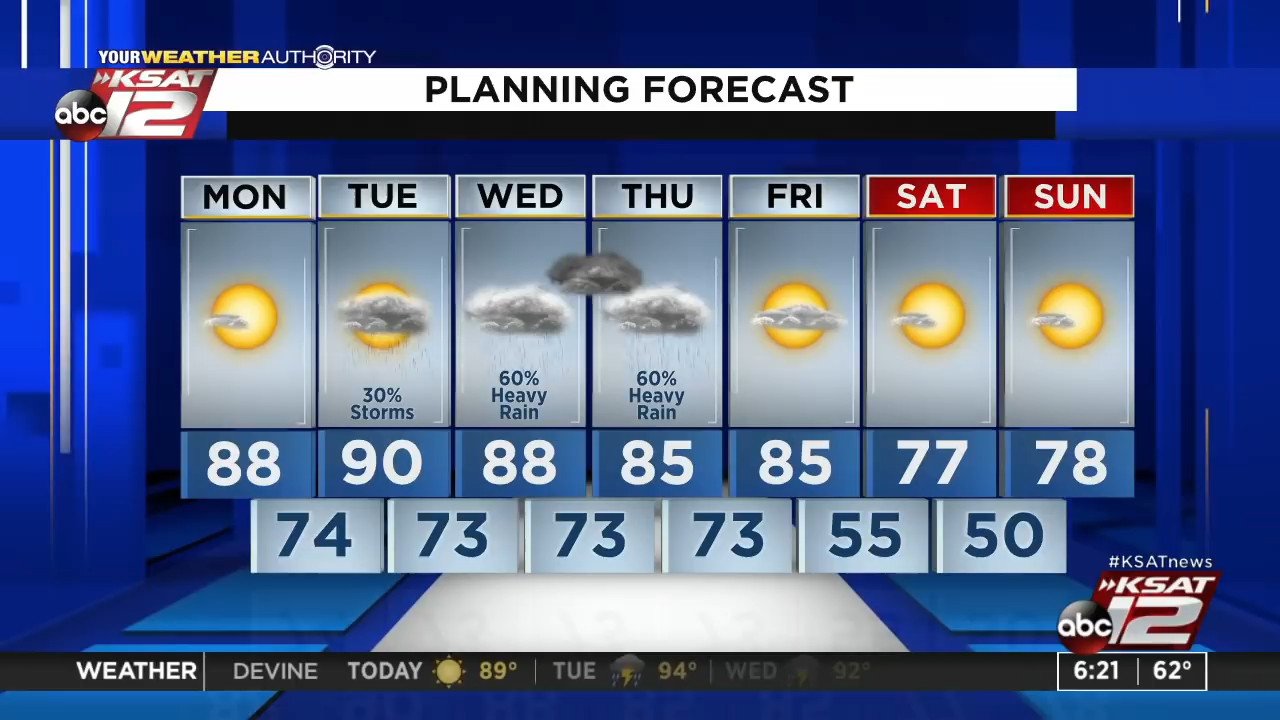 YOURWEATHERAUTHORITY
KSAT
abc 12
PLANNING FORECAST
MON TUE WED THU FRI SAT SUN
30%
Storms
60%
Heavy
Rain
60%
Heavy
Rain
88 90 88 85 85 77 78
74 73 73 73 55 50
#KSATnews
KSAT
abc 12
WEATHER DEVINE TODAY 89° TUE 94° WED 92° 6:21 62°